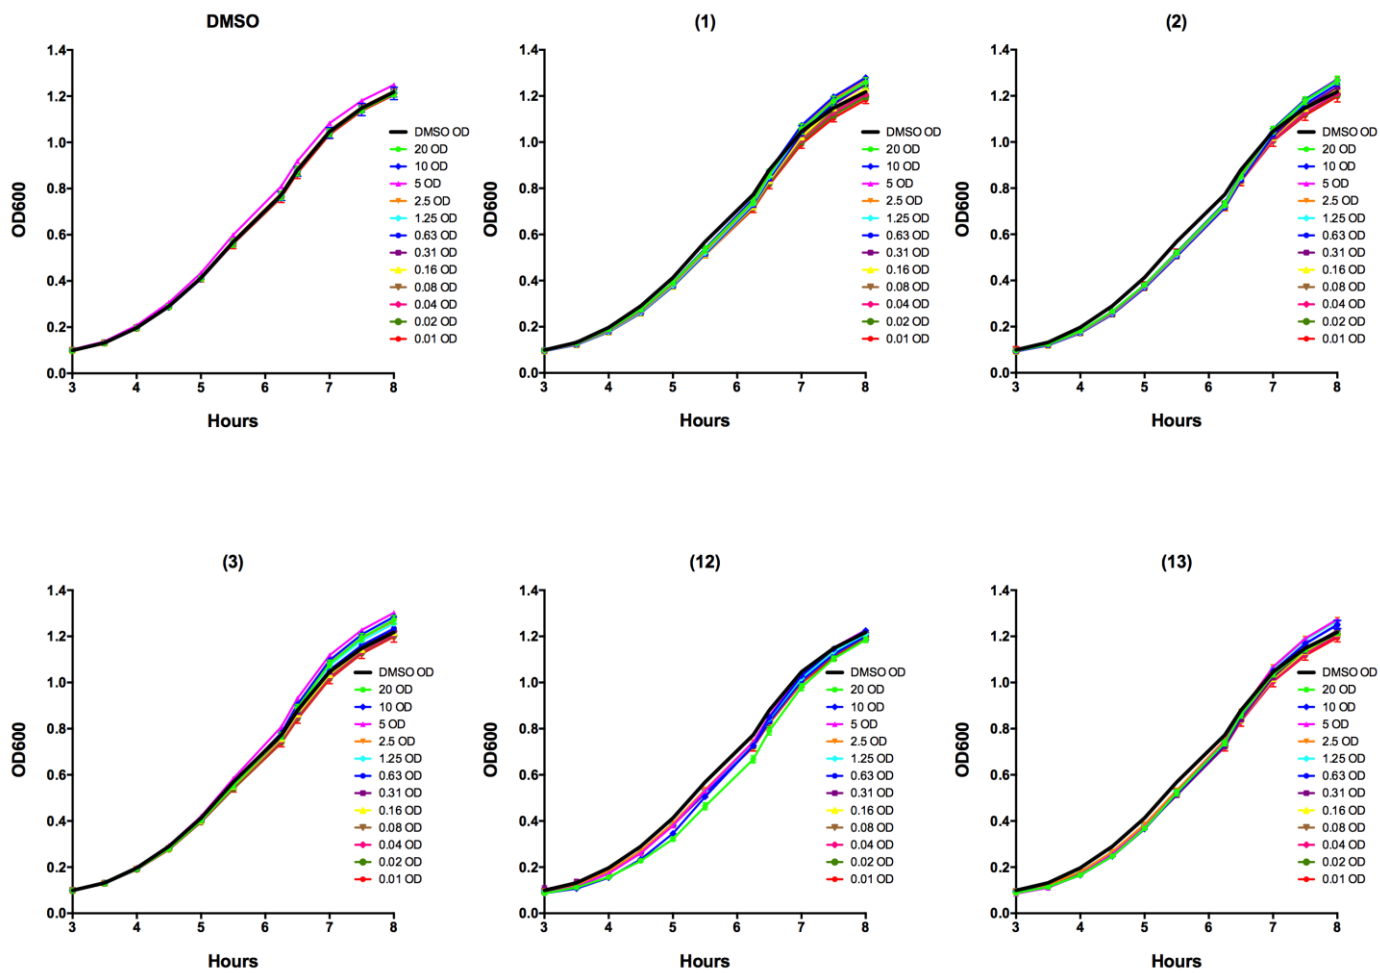 DMSO
1.4
1.2
1.0
0.8
0.6
0.4
0.2
0.0
OD600
3 4 5 6 7 8
Hours
DMSO OD
20 OD
10 OD
5 OD
2.5 OD
1.25 OD
0.63 OD
0.31 OD
0.16 OD
0.08 OD
0.04 OD
0.02 OD
0.01 OD
(1)
1.4
1.2
1.0
0.8
0.6
0.4
0.2
0.0
OD600
3 4 5 6 7 8
Hours
DMSO OD
20 OD
10 OD
5 OD
2.5 OD
1.25 OD
0.63 OD
0.31 OD
0.16 OD
0.08 OD
0.04 OD
0.02 OD
0.01 OD
(2)
1.4
1.2
1.0
0.8
0.6
0.4
0.2
0.0
OD600
3 4 5 6 7 8
Hours
DMSO OD
20 OD
10 OD
5 OD
2.5 OD
1.25 OD
0.63 OD
0.31 OD
0.16 OD
0.08 OD
0.04 OD
0.02 OD
0.01 OD
(3)
1.4
1.2
1.0
0.8
0.6
0.4
0.2
0.0
OD600
3 4 5 6 7 8
Hours
DMSO OD
20 OD
10 OD
5 OD
2.5 OD
1.25 OD
0.63 OD
0.31 OD
0.16 OD
0.08 OD
0.04 OD
0.02 OD
0.01 OD
(12)
1.4
1.2
1.0
0.8
0.6
0.4
0.2
0.0
OD600
3 4 5 6 7 8
Hours
DMSO OD
20 OD
10 OD
5 OD
2.5 OD
1.25 OD
0.63 OD
0.31 OD
0.16 OD
0.08 OD
0.04 OD
0.02 OD
0.01 OD
(13)
1.4
1.2
1.0
0.8
0.6
0.4
0.2
0.0
OD600
3 4 5 6 7 8
Hours
DMSO OD
20 OD
10 OD
5 OD
2.5 OD
1.25 OD
0.63 OD
0.31 OD
0.16 OD
0.08 OD
0.04 OD
0.02 OD
0.01 OD